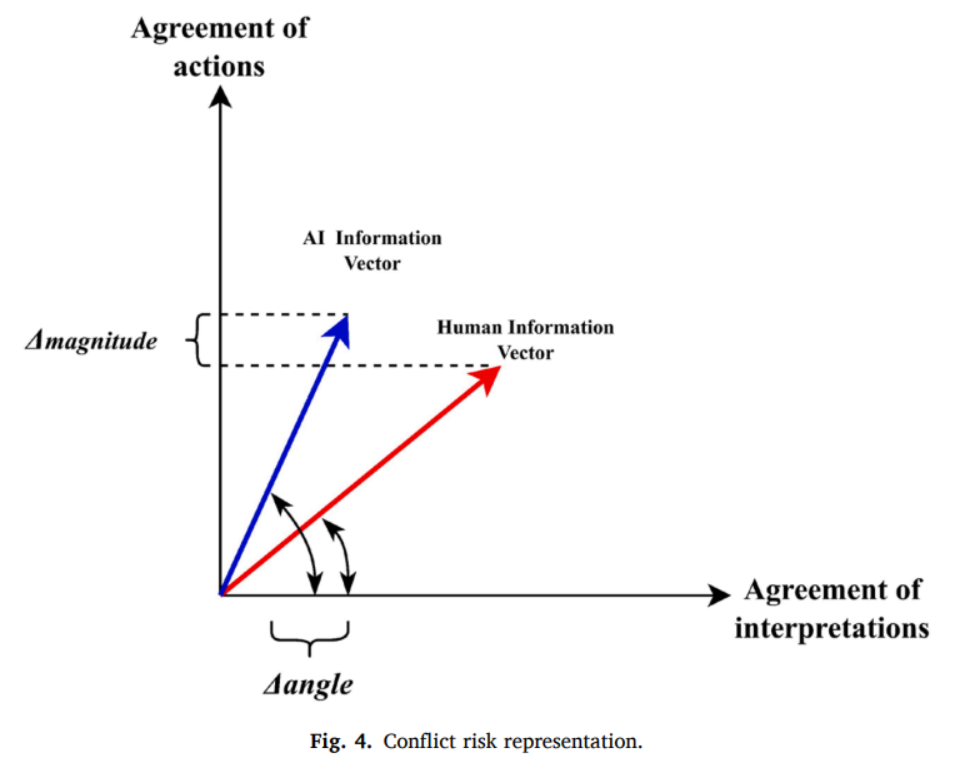 Agreement of
actions
AI Information
Vector
Human Information
Vector
Δmagnitude
Agreement of
interpretations
Δangle
Fig. 4. Conflict risk representation.